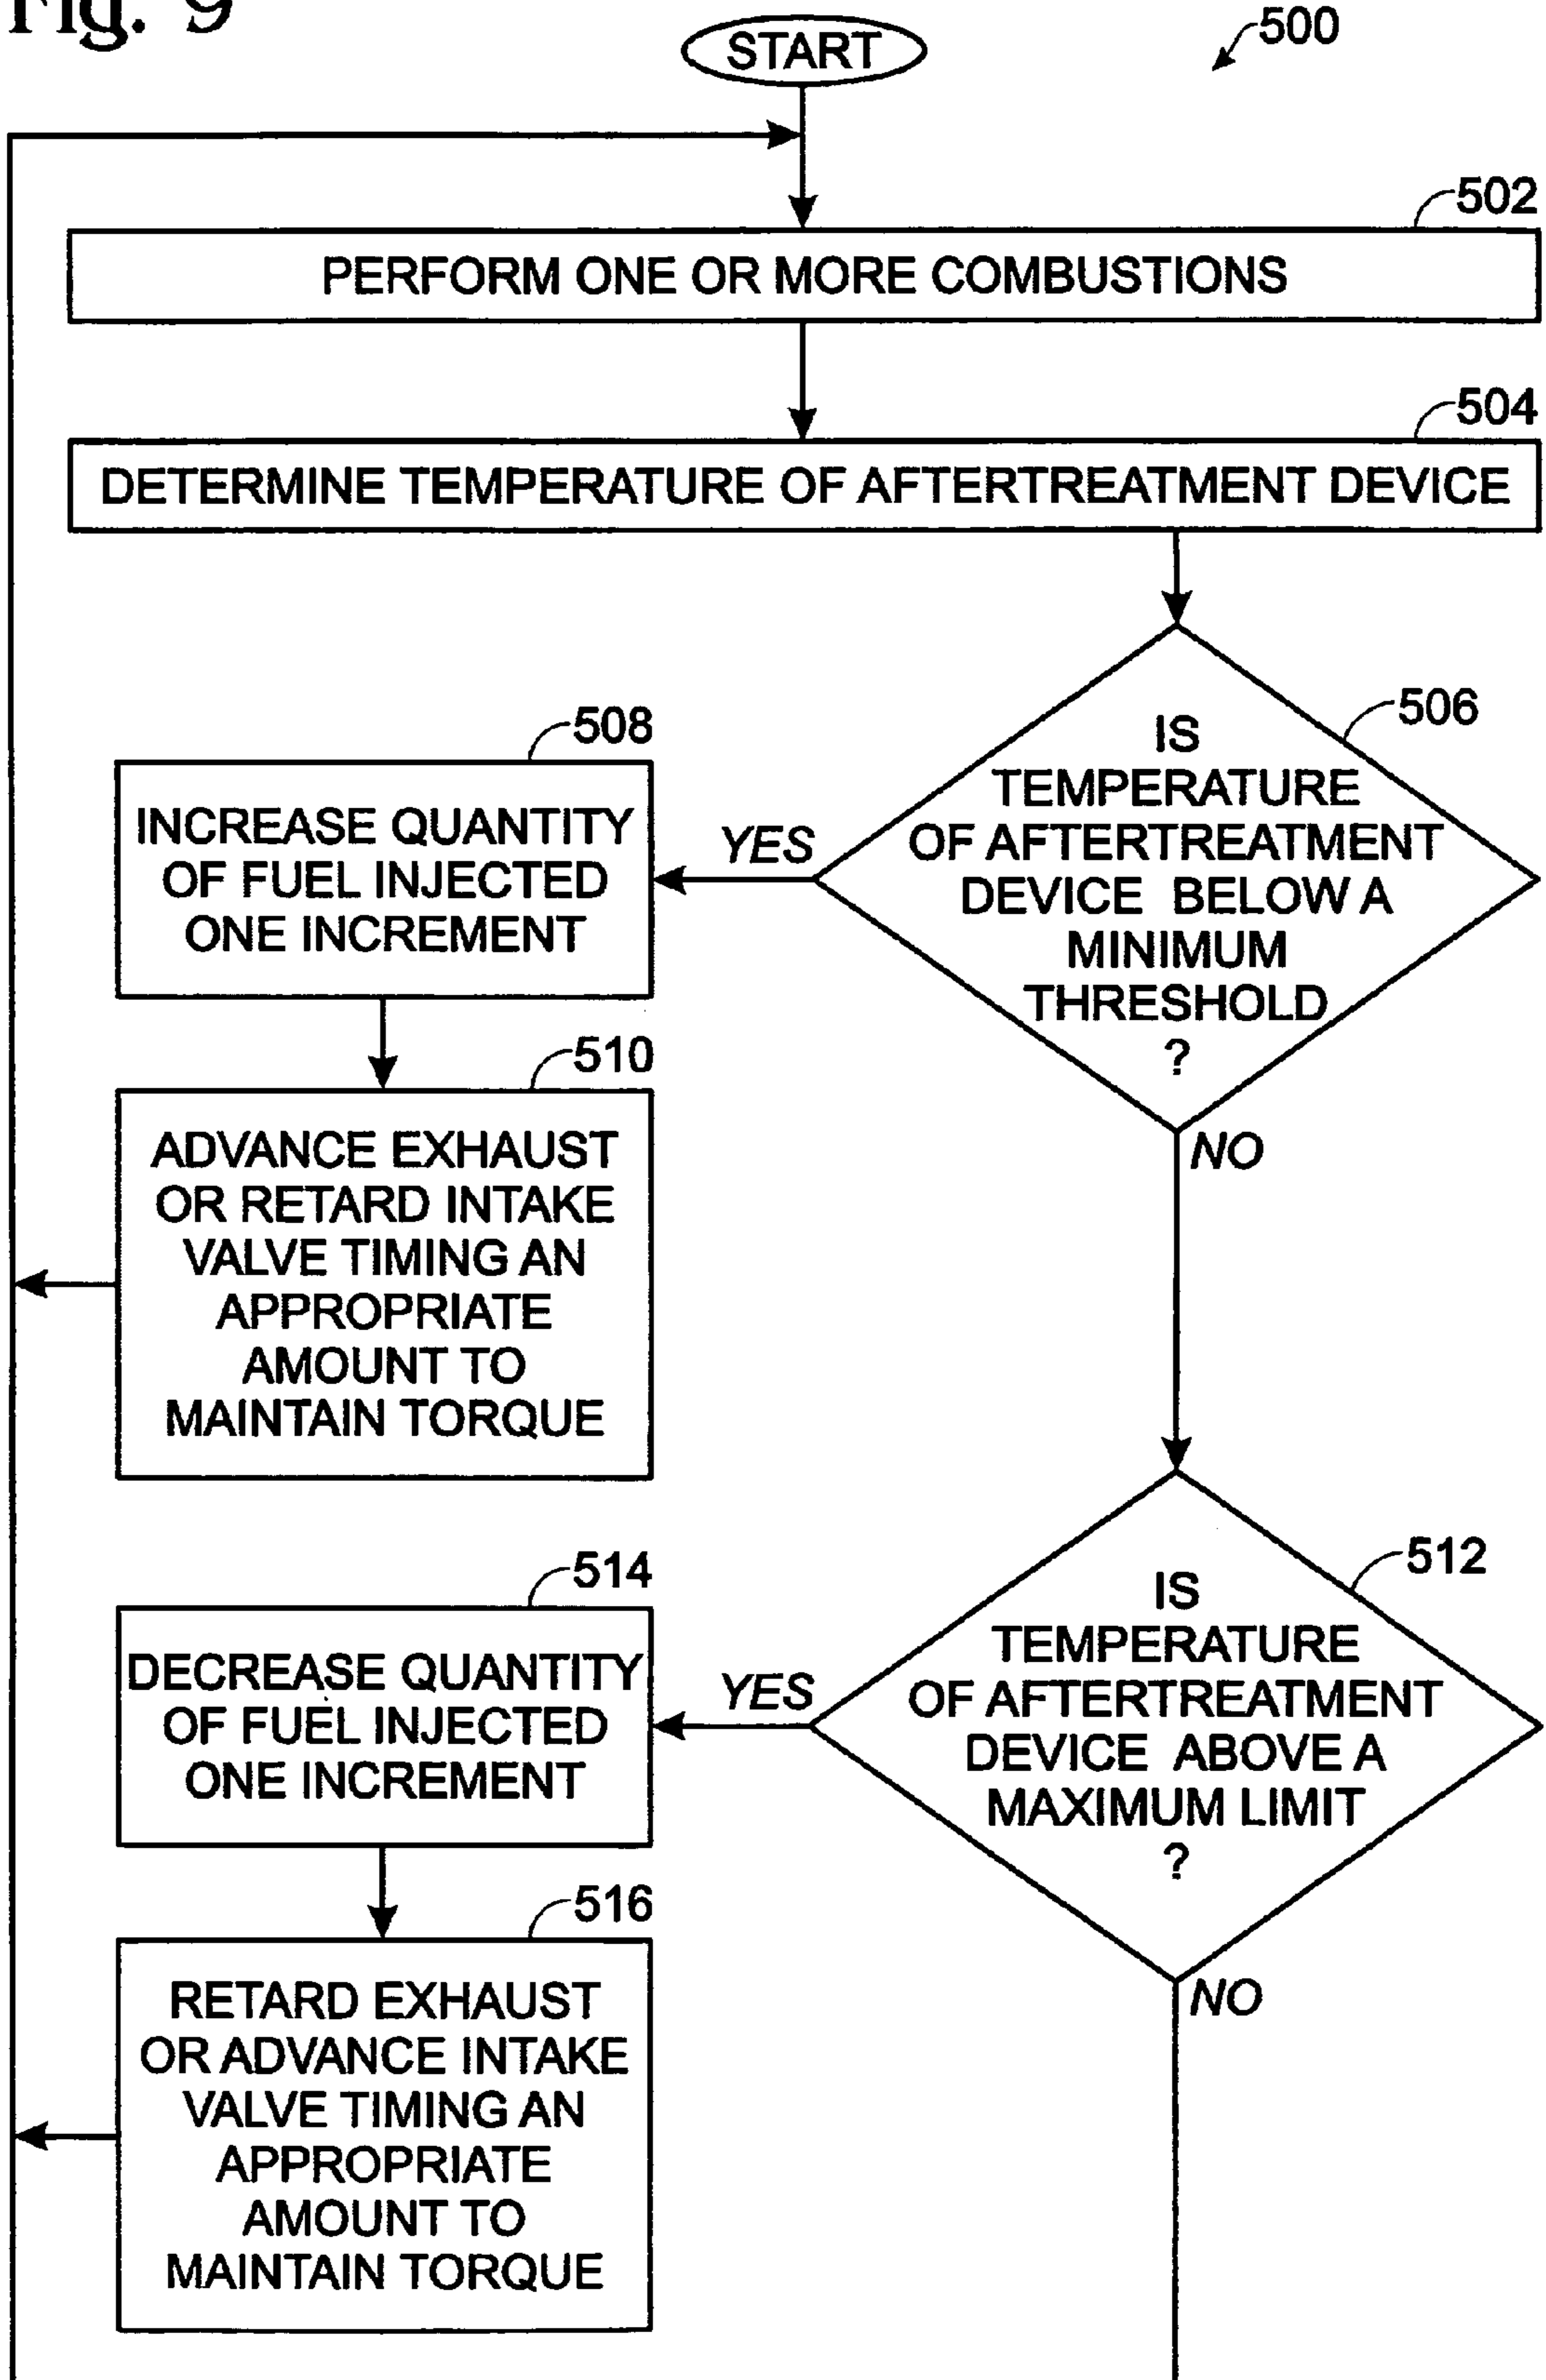 Fig. 9
START
500
502
PERFORM ONE OR MORE COMBUSTIONS
504
DETERMINE TEMPERATURE OF AFTERTREATMENT DEVICE
506
IS
TEMPERATURE
OF AFTERTREATMENT
DEVICE BELOW A
MINIMUM
THRESHOLD
?
YES
508
INCREASE QUANTITY
OF FUEL INJECTED
ONE INCREMENT
510
ADVANCE EXHAUST
OR RETARD INTAKE
VALVE TIMING AN
APPROPRIATE
AMOUNT TO
MAINTAIN TORQUE
NO
512
IS
TEMPERATURE
OF AFTERTREATMENT
DEVICE ABOVE A
MAXIMUM LIMIT
?
YES
514
DECREASE QUANTITY
OF FUEL INJECTED
ONE INCREMENT
516
RETARD EXHAUST
OR ADVANCE INTAKE
VALVE TIMING AN
APPROPRIATE
AMOUNT TO
MAINTAIN TORQUE
NO